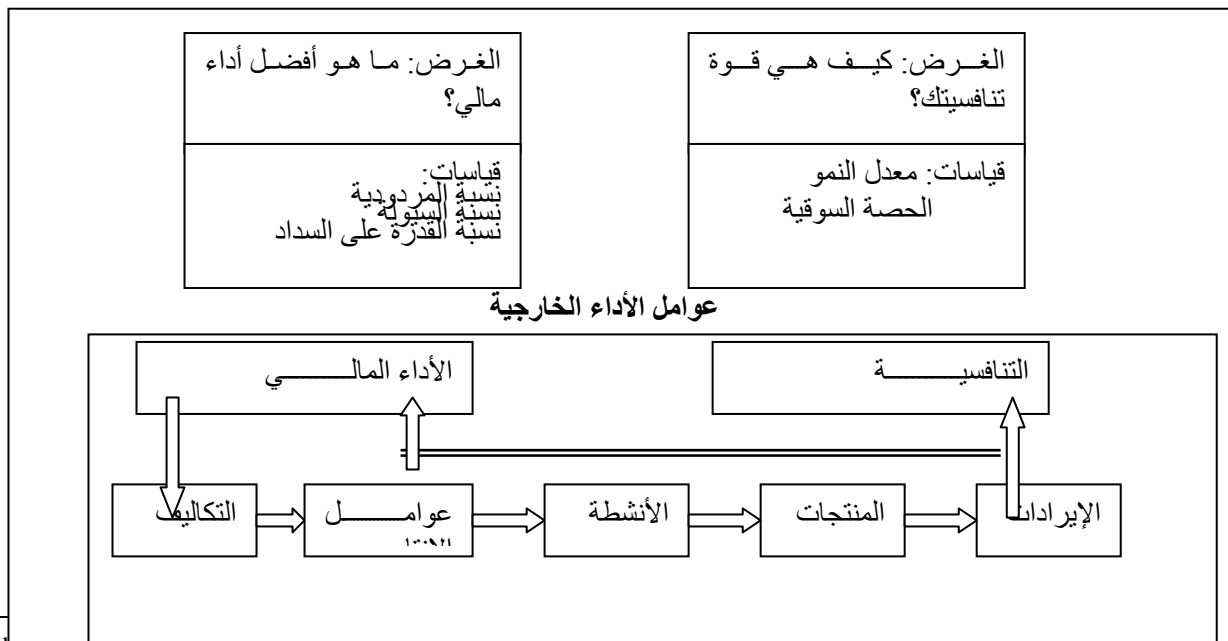 الغرض: كيف هي قوة
تنافسيتك؟
قياسات: معدل النمو
الحصة السوقية
الغرض: ما هو أفضل أداء
مالي؟
قياسات:
نسبة المردودية
نسبة السيولة
نسبة القدرة على السداد
عوامل الأداء الخارجية
التنافسية
الأداء المالي
الإيرادات
المنتجات
الأنشطة
عوامل
التكاليف